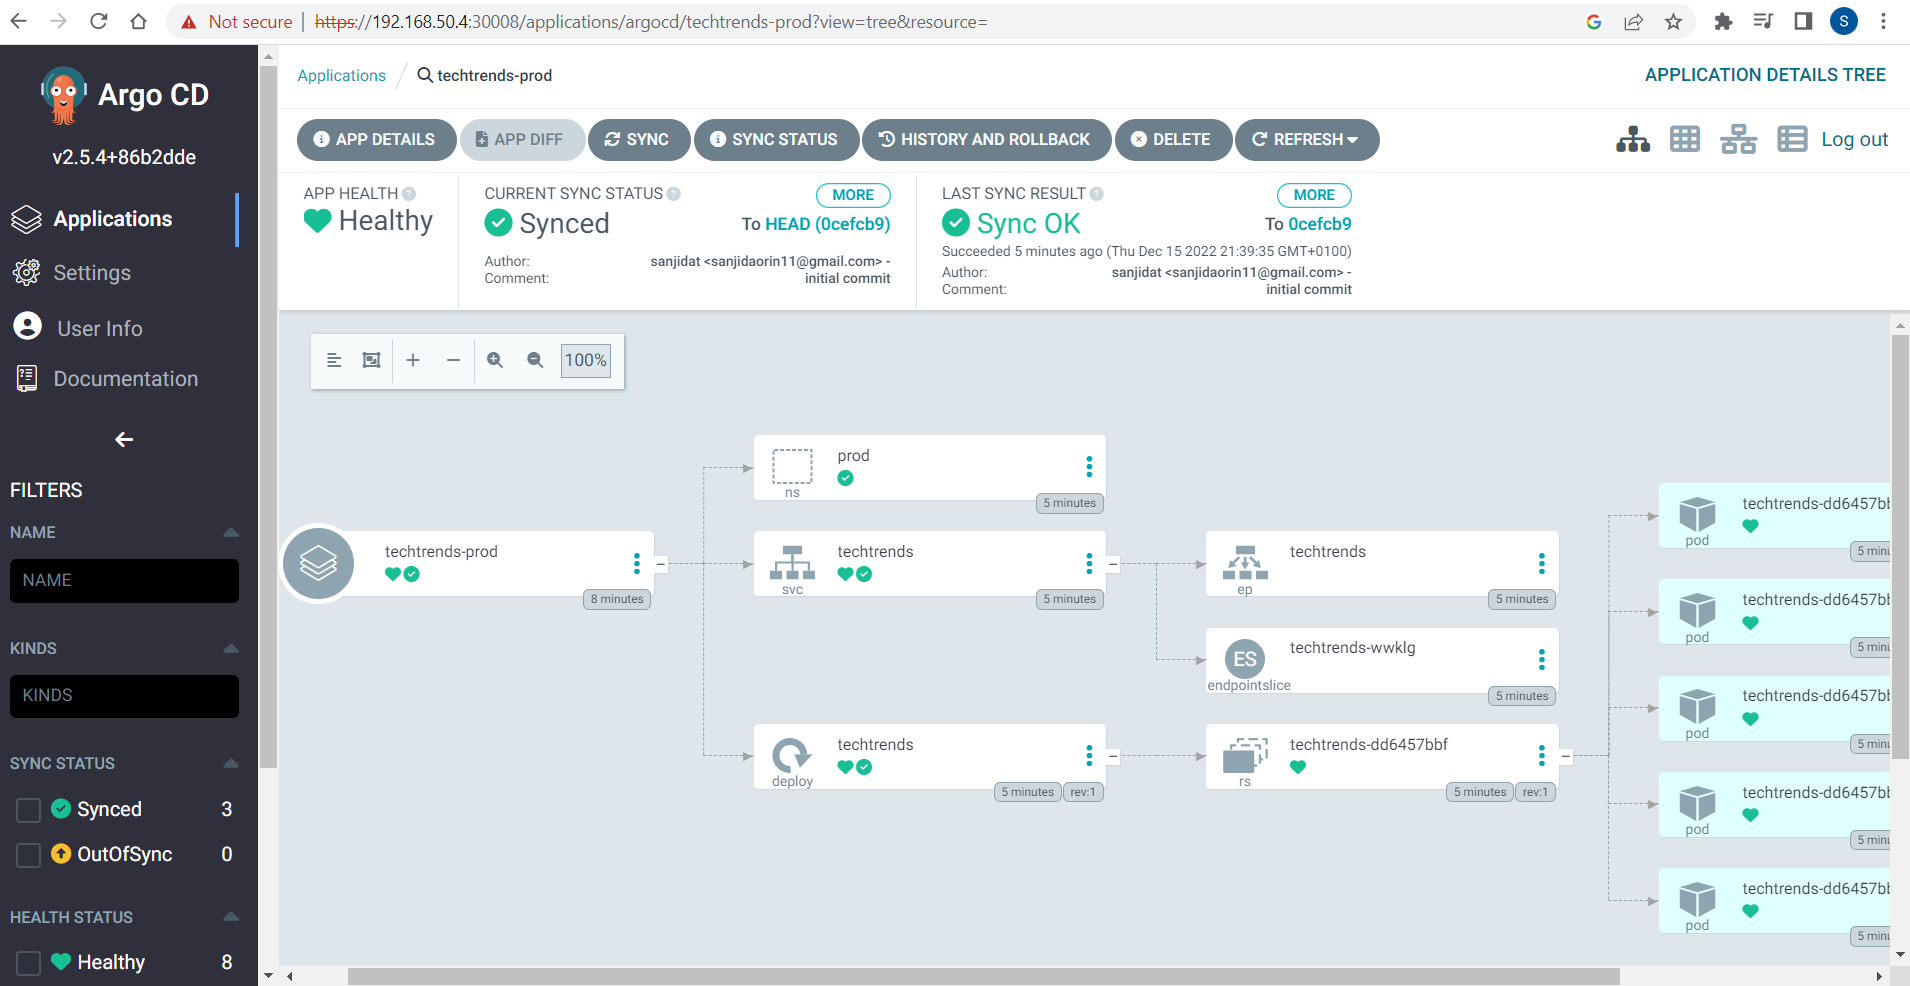 Not secure | https://192.168.50.4:30008/applications/argocd/techtrends-prod?view=tree&resource=
S
Argo CD
v2.5.4+86b2dde
Applications
Settings
User Info
Documentation
FILTERS
NAME
NAME
KINDS
KINDS
SYNC STATUS
Synced 3
OutOfSync 0
HEALTH STATUS
Healthy 8
Applications / techtrends-prod
APPLICATION DETAILS TREE
APP DETAILS
APP DIFF
SYNC
SYNC STATUS
HISTORY AND ROLLBACK
DELETE
REFRESH
Log out
APP HEALTH ?
Healthy
CURRENT SYNC STATUS ?
MORE
Synced
To HEAD (0cefcb9)
Author: sanjidat <sanjidaorin11@gmail.com> -
Comment: initial commit
LAST SYNC RESULT ?
MORE
Sync OK
To 0cefcb9
Succeeded 5 minutes ago (Thu Dec 15 2022 21:39:35 GMT+0100)
Author: sanjidat <sanjidaorin11@gmail.com> -
Comment: initial commit
100%
techtrends-prod
8 minutes
prod
ns
5 minutes
techtrends
svc
5 minutes
techtrends
deploy
5 minutes
rev:1
techtrends
ep
5 minutes
ES
techtrends-wwklg
endpointslice
5 minutes
techtrends-dd6457bbf
rs
5 minutes
rev:1
techtrends-dd6457bb
pod
5 minu
techtrends-dd6457bb
pod
5 minu
techtrends-dd6457bb
pod
5 minu
techtrends-dd6457bb
pod
5 minu
techtrends-dd6457bb
pod
5 minu